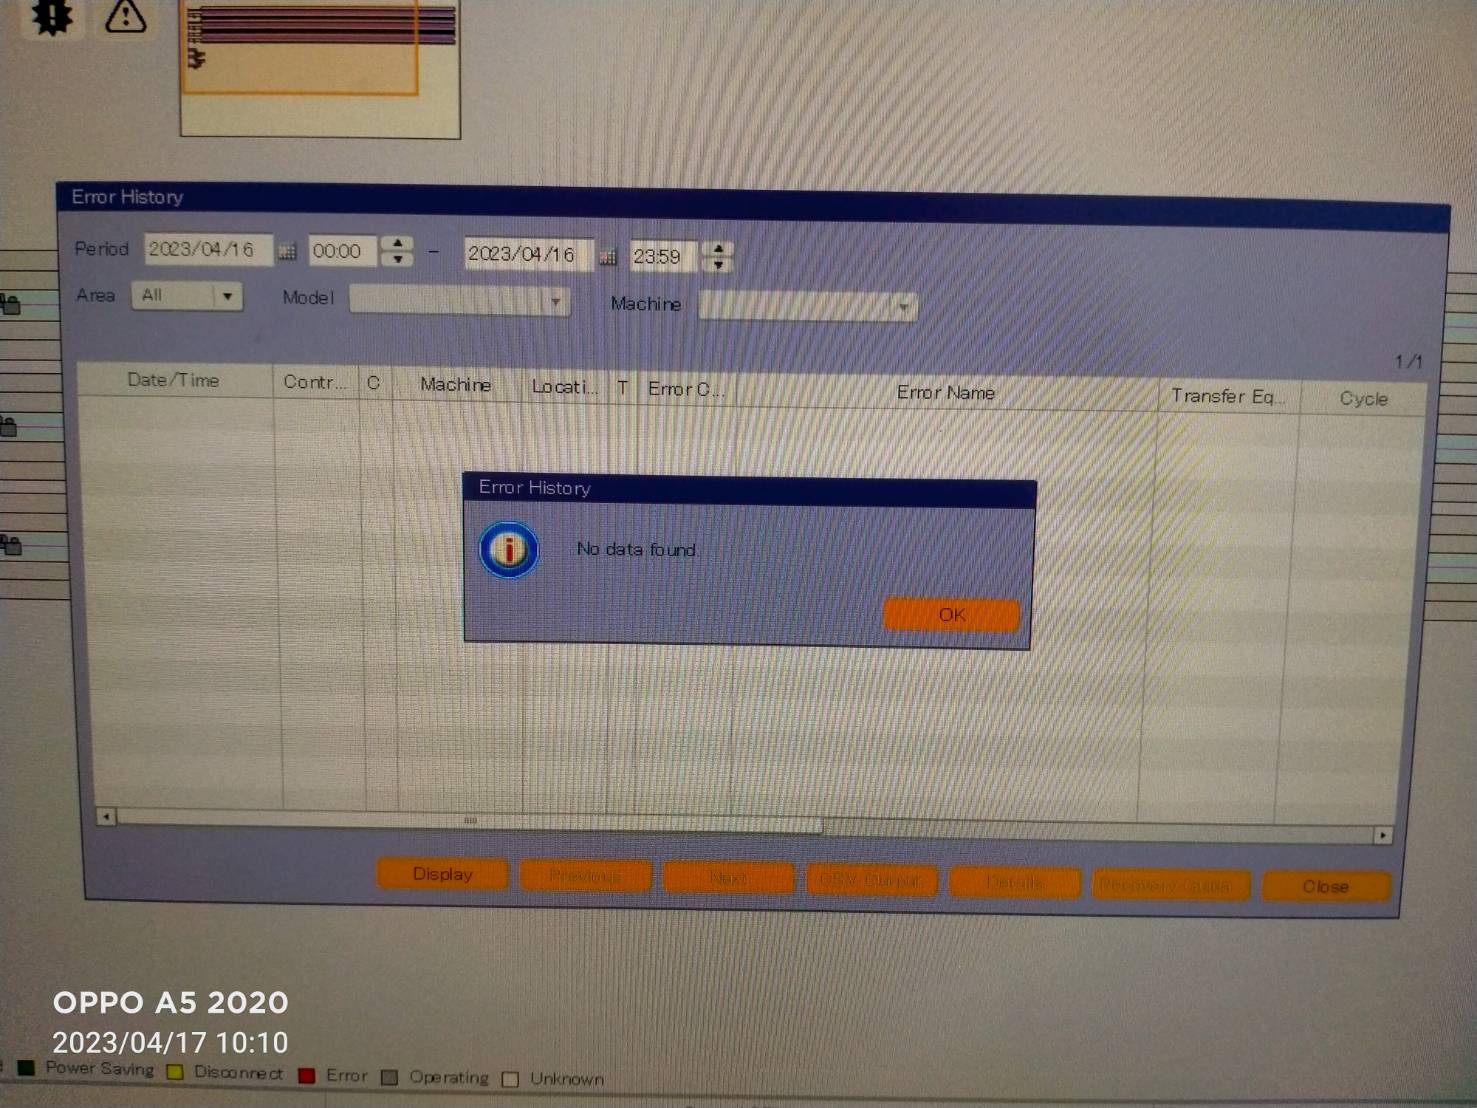 Error History
Period 2023/04/16 00:00 – 2023/04/16 23:59
Area All Model Machine
1/1
Date/Time Contr... C Machine Locati... T Error C... Error Name Transfer Eq... Cycle
Error History
No data found.
OK
Display Previous Next CSV Output Details Recovery Close
OPPO A5 2020
2023/04/17 10:10
Power Saving Disconnect Error Operating Unknown